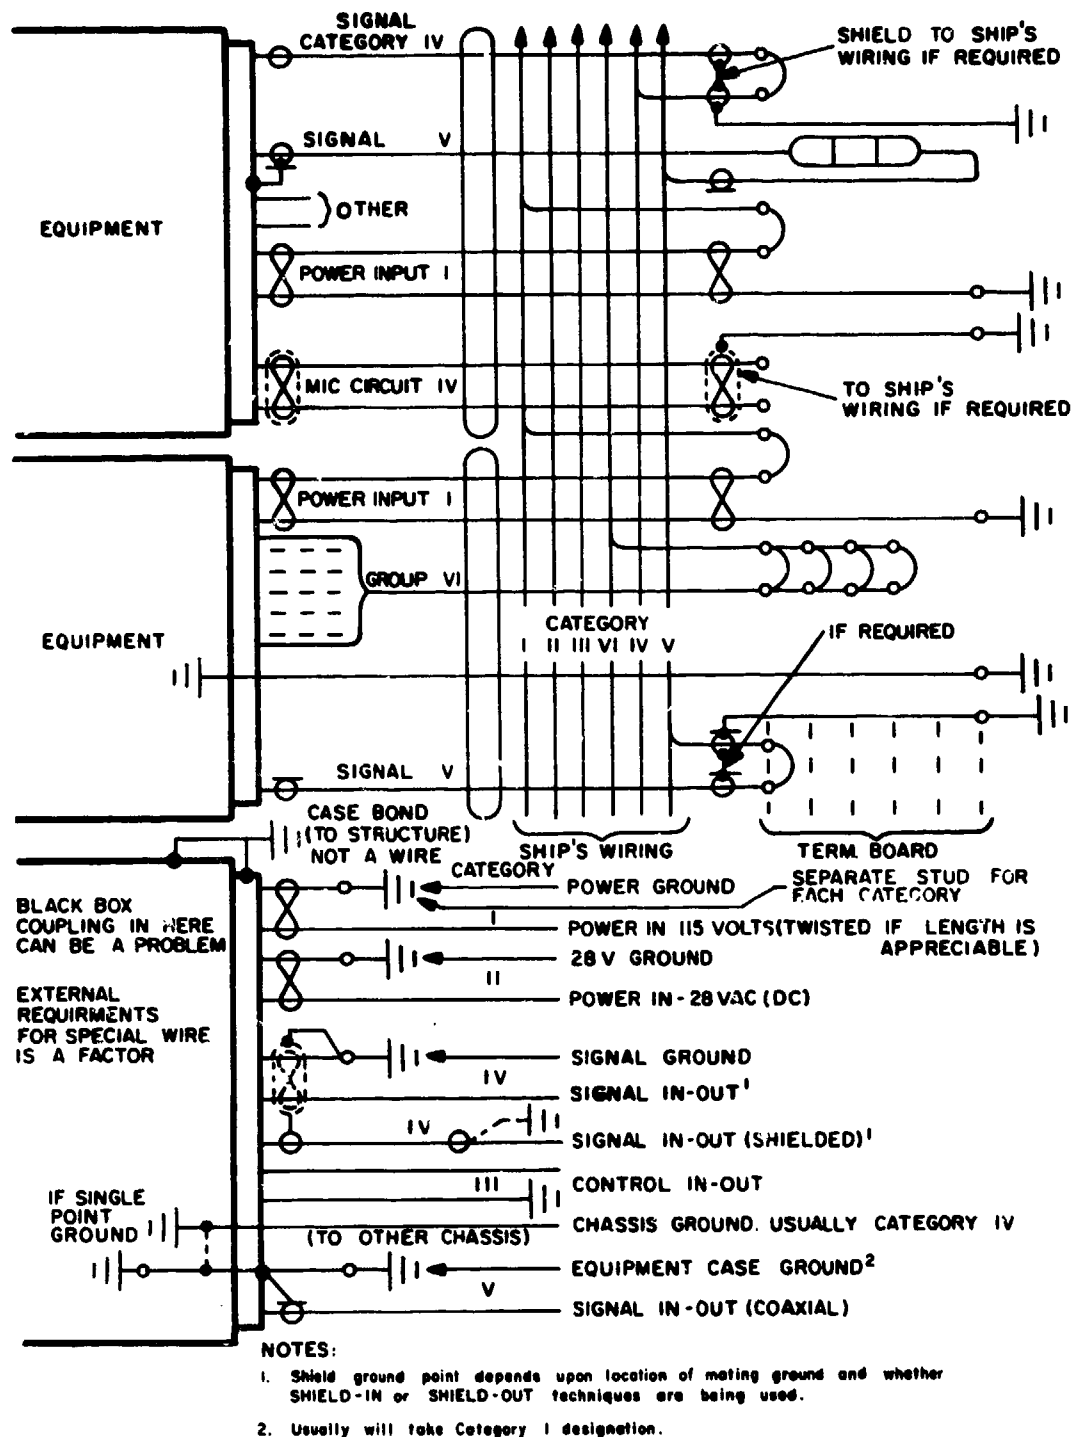 SIGNAL
CATEGORY IV
SHIELD TO SHIP'S
WIRING IF REQUIRED
SIGNAL V
OTHER
EQUIPMENT
POWER INPUT I
MIC CIRCUIT IV
TO SHIP'S
WIRING IF REQUIRED
POWER INPUT I
GROUP VI
CATEGORY
I II III VI IV V
IF REQUIRED
EQUIPMENT
SIGNAL V
CASE BOND
(TO STRUCTURE)
NOT A WIRE
SHIP'S WIRING
TERM. BOARD
CATEGORY
POWER GROUND
SEPARATE STUD FOR
EACH CATEGORY
BLACK BOX
COUPLING IN HERE
CAN BE A PROBLEM
I
POWER IN 115 VOLTS (TWISTED IF LENGTH IS
APPRECIABLE)
28 V GROUND
II
POWER IN - 28 VAC (DC)
EXTERNAL
REQUIRMENTS
FOR SPECIAL WIRE
IS A FACTOR
SIGNAL GROUND
IV
SIGNAL IN-OUT¹
IV
SIGNAL IN-OUT (SHIELDED)¹
III
CONTROL IN-OUT
IF SINGLE
POINT
GROUND
CHASSIS GROUND. USUALLY CATEGORY IV
(TO OTHER CHASSIS)
EQUIPMENT CASE GROUND²
V
SIGNAL IN-OUT (COAXIAL)
NOTES:
1. Shield ground point depends upon location of mating ground and whether
SHIELD-IN or SHIELD-OUT techniques are being used.
2. Usually will take Category I designation.